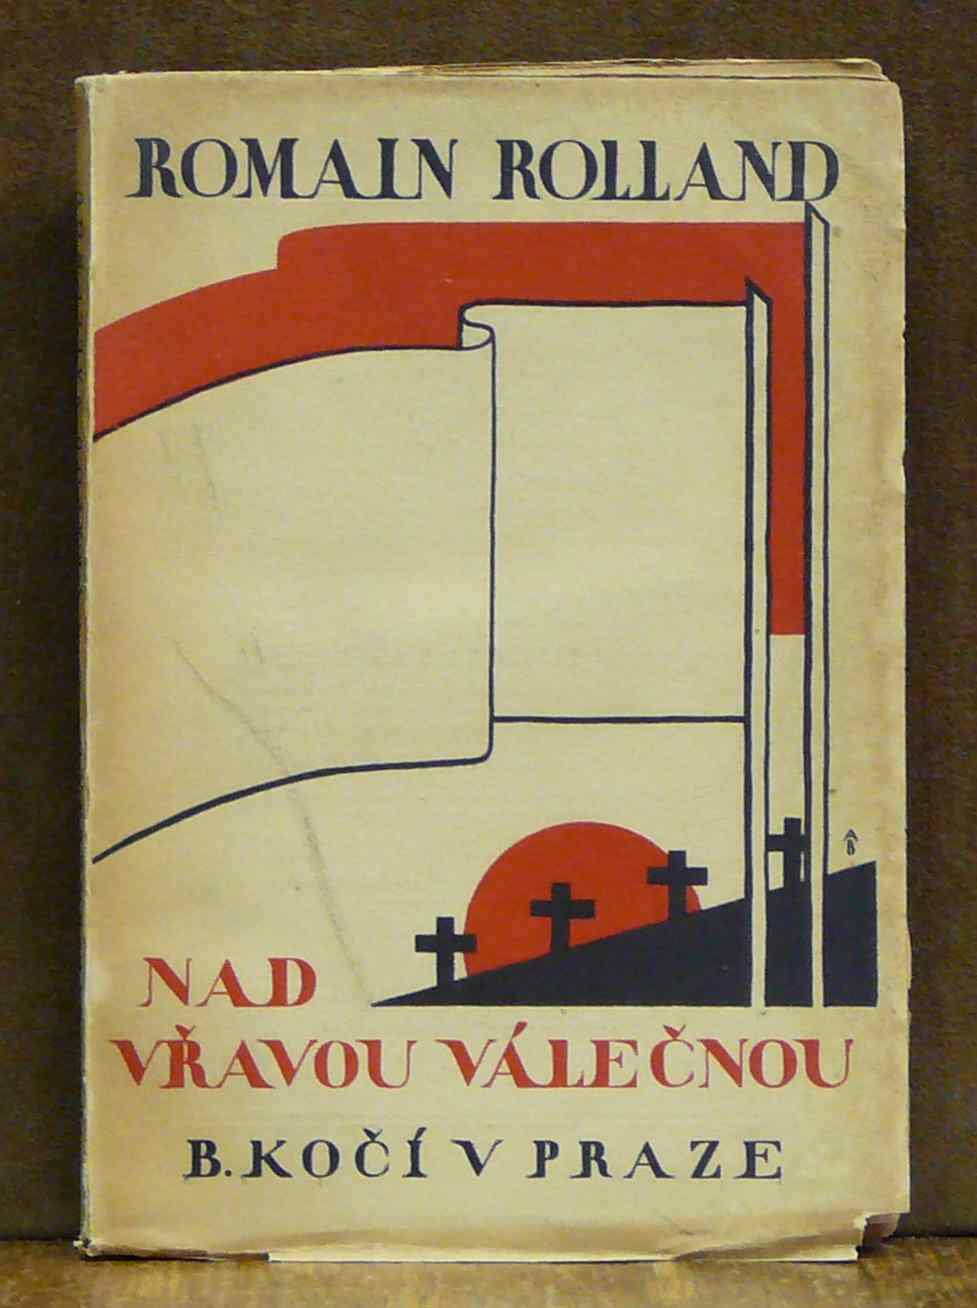 ROMAIN ROLLAND
NAD
VŘAVOU VÁLEČNOU
B. KOČÍ V PRAZE